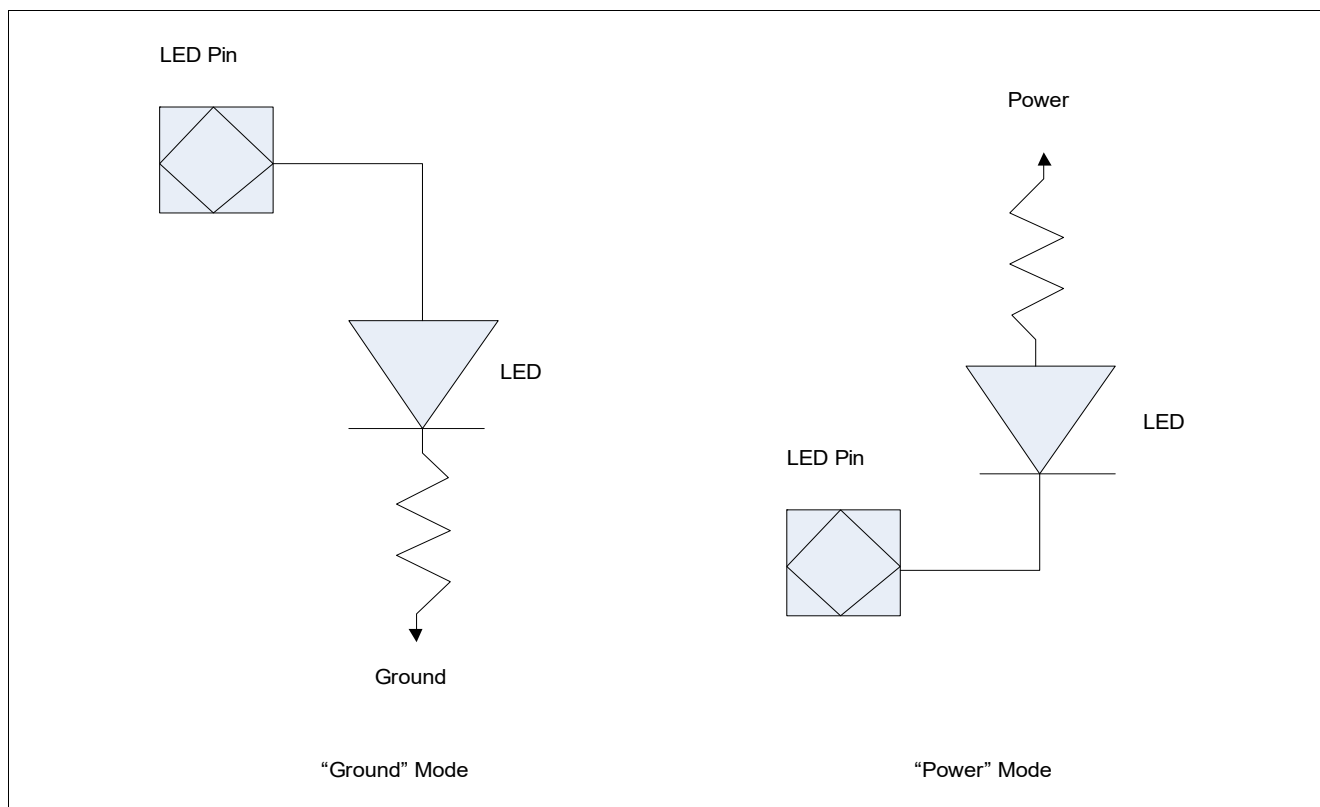 LED Pin
LED
Ground
“Ground” Mode
Power
LED
LED Pin
“Power” Mode